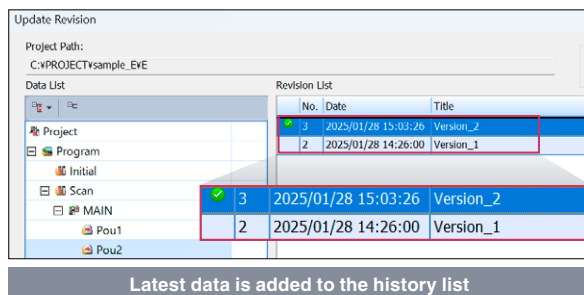 Update Revision
Project Path:
C:¥PROJECT¥sample_E¥E
Data List
Revision List
No. Date Title
3 2025/01/28 15:03:26 Version_2
2 2025/01/28 14:26:00 Version_1
Project
Program
Initial
Scan
MAIN
Pou1
Pou2
3 2025/01/28 15:03:26 Version_2
2 2025/01/28 14:26:00 Version_1
Latest data is added to the history list